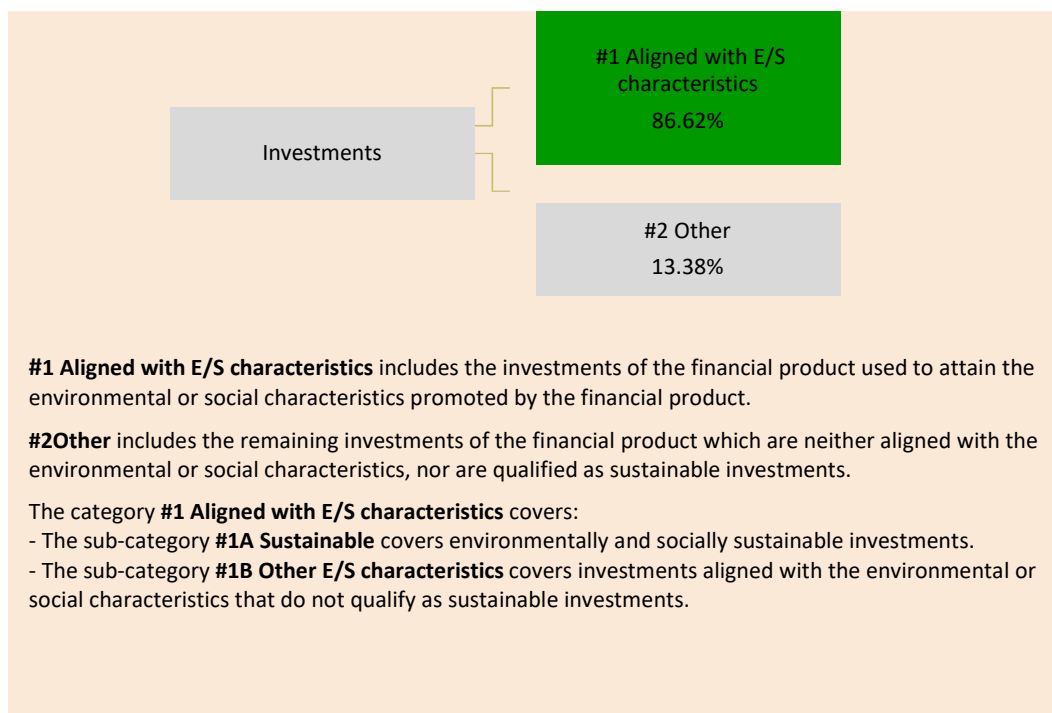 #1 Aligned with E/S
characteristics
86.62%
Investments
#2 Other
13.38%
#1 Aligned with E/S characteristics includes the investments of the financial product used to attain the
environmental or social characteristics promoted by the financial product.
#2Other includes the remaining investments of the financial product which are neither aligned with the
environmental or social characteristics, nor are qualified as sustainable investments.
The category #1 Aligned with E/S characteristics covers:
- The sub-category #1A Sustainable covers environmentally and socially sustainable investments.
- The sub-category #1B Other E/S characteristics covers investments aligned with the environmental or
social characteristics that do not qualify as sustainable investments.